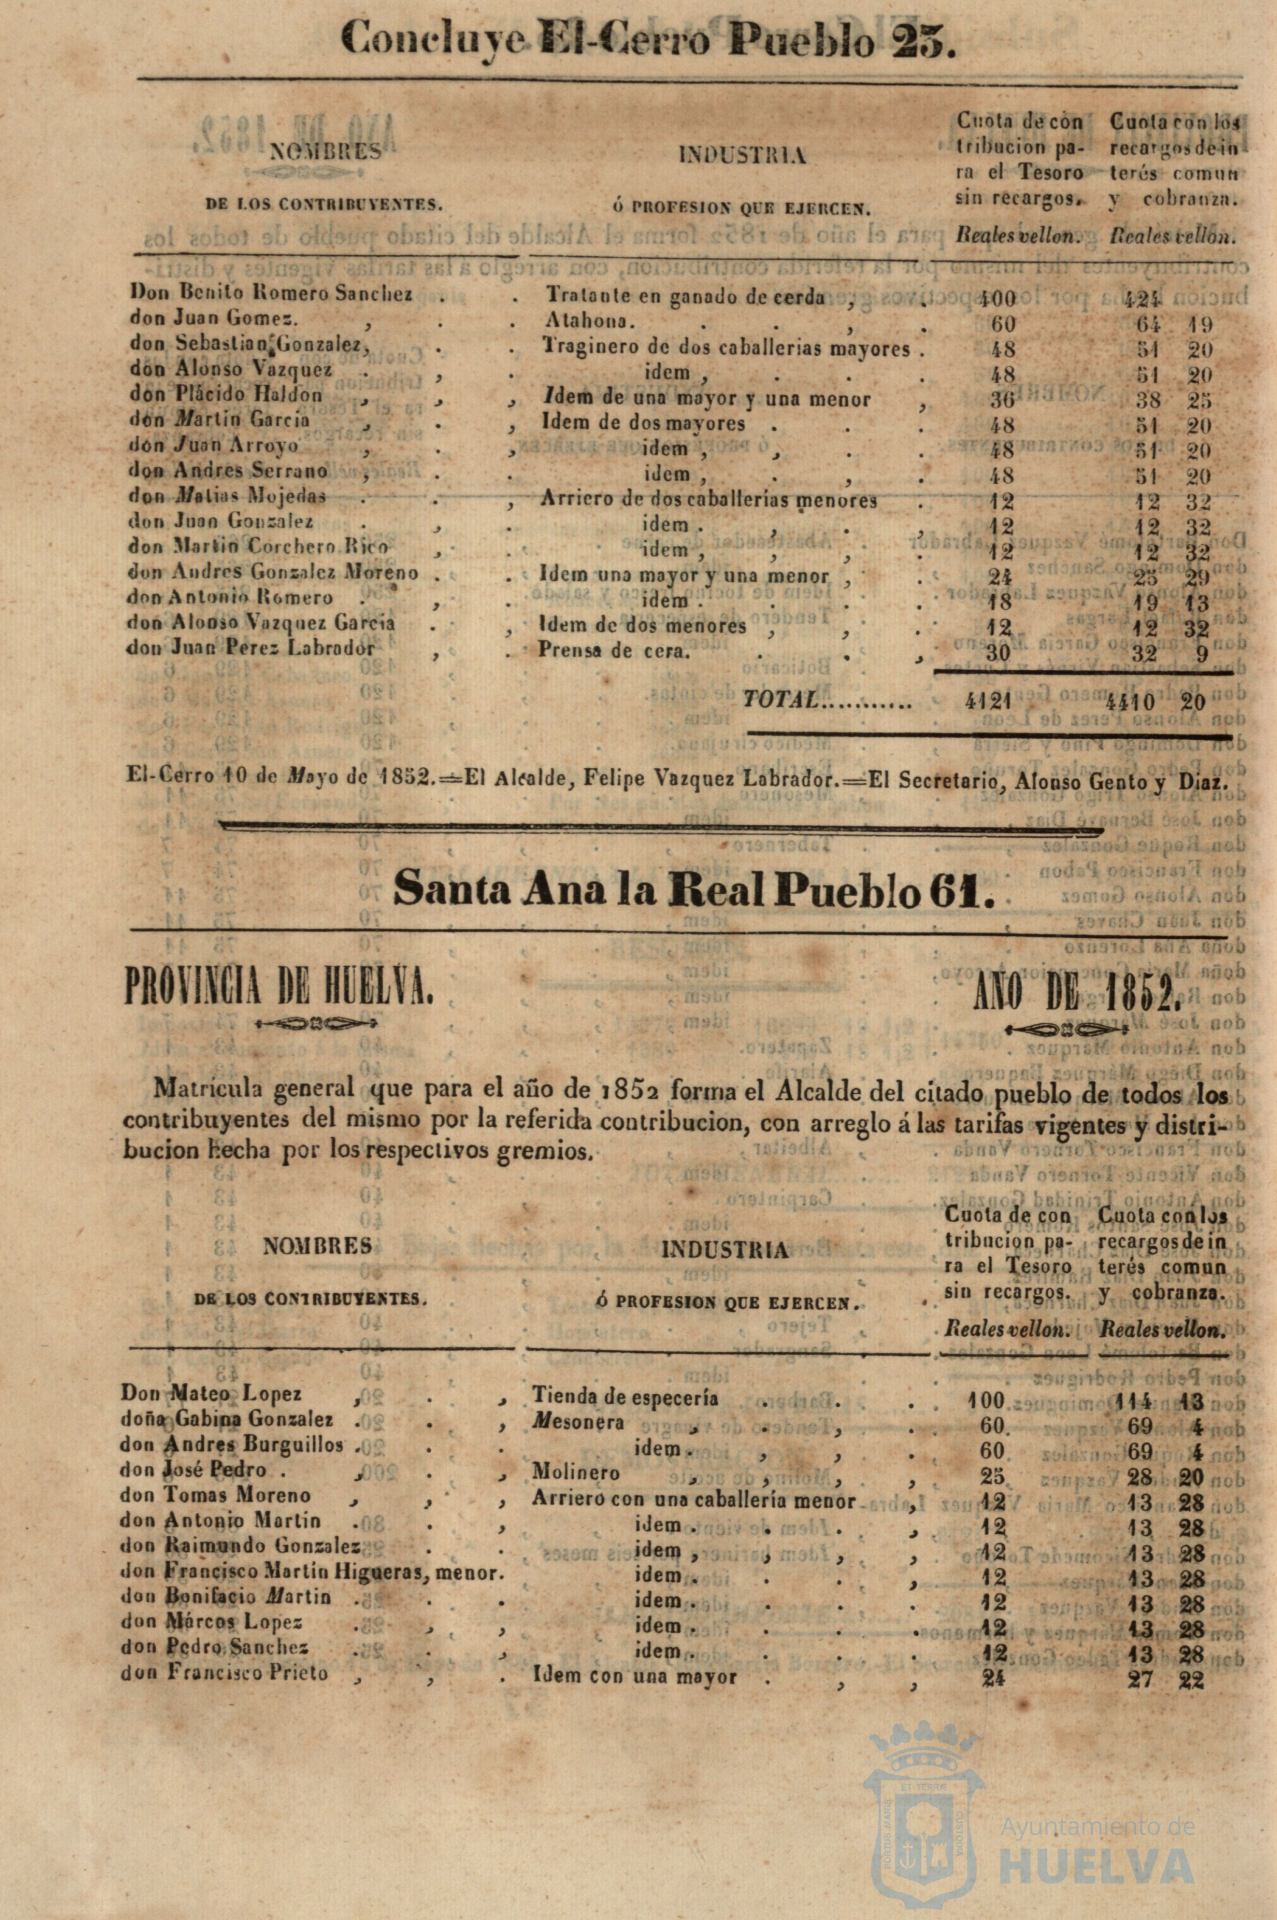 Concluye El-Cerro Pueblo 25.
NOMBRES
DE LOS CONTRIBUYENTES.
INDUSTRIA
Ó PROFESION QUE EJERCEN.
Cuota de con
tribucion pa-
ra el Tesoro
sin recargos.
Reales vellon.
Cuota con los
recargos de in
terés comun
y cobranza.
Reales vellon.
Don Benito Romero Sanchez . . Tratante en ganado de cerda , . 400 424
don Juan Gomez. , . . Atahona. . . , . 60 64 19
don Sebastian Gonzalez, . . Traginero de dos caballerias mayores . 48 51 20
don Alonso Vazquez . , . idem , . . . 48 51 20
don Plácido Haldon , , , Idem de una mayor y una menor , 36 38 25
don Martin Garcia , . , Idem de dos mayores . . . 48 51 20
don Juan Arroyo , . , idem , , . . 48 51 20
don Andres Serrano , . . idem , . , . 48 51 20
don Matias Mojedas . . , Arriero de dos caballerias menores . 12 12 32
don Juan Gonzalez . , . idem . , . , 12 12 32
don Martin Corchero Rico , . idem , , , . 12 12 32
don Andres Gonzalez Moreno . . Idem una mayor y una menor , . 24 25 29
don Antonio Romero . , . idem . . . . 18 19 13
don Alonso Vazquez Garcia . , Idem de dos menores , , . 12 12 32
don Juan Perez Labrador , . Prensa de cera. . . , 30 32 9
TOTAL........... 4121 4410 20
El-Cerro 10 de Mayo de 1852.=El Alcalde, Felipe Vazquez Labrador.=El Secretario, Alonso Gento y Diaz.
Santa Ana la Real Pueblo 61.
PROVINCIA DE HUELVA. AÑO DE 1852.
Matricula general que para el año de 1852 forma el Alcalde del citado pueblo de todos los
contribuyentes del mismo por la referida contribucion, con arreglo á las tarifas vigentes y distri-
bucion hecha por los respectivos gremios.
NOMBRES
DE LOS CONTRIBUYENTES.
INDUSTRIA
Ó PROFESION QUE EJERCEN.
Cuota de con
tribucion pa-
ra el Tesoro
sin recargos.
Reales vellon.
Cuota con los
recargos de in
terés comun
y cobranza.
Reales vellon.
Don Mateo Lopez , . , Tienda de especería . . . 100 114 13
doña Gabina Gonzalez . . , Mesonera , . , . 60 69 4
don Andres Burguillos . . . idem . , , . 60 69 4
don José Pedro . , . , Molinero , , , , 25 28 20
don Tomas Moreno , , , Arriero con una caballería menor , 12 13 28
don Antonio Martin . . , idem . . . , 12 13 28
don Raimundo Gonzalez . . idem , , , , 12 13 28
don Francisco Martin Higueras, menor. idem . . . , 12 13 28
don Bonifacio Martin . . . idem . . . . 12 13 28
don Márcos Lopez . , , idem . . . . 12 13 28
don Pedro Sanchez . . , idem . . . . 12 13 28
don Francisco Prieto , , . Idem con una mayor . , , 24 27 22
Ayuntamiento de
HUELVA